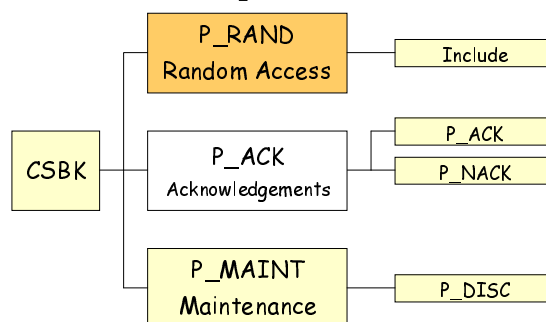 P_RAND
Random Access
Include
P_ACK
CSBK
P_ACK
Acknowledgements
P_NACK
P_MAINT
Maintenance
P_DISC